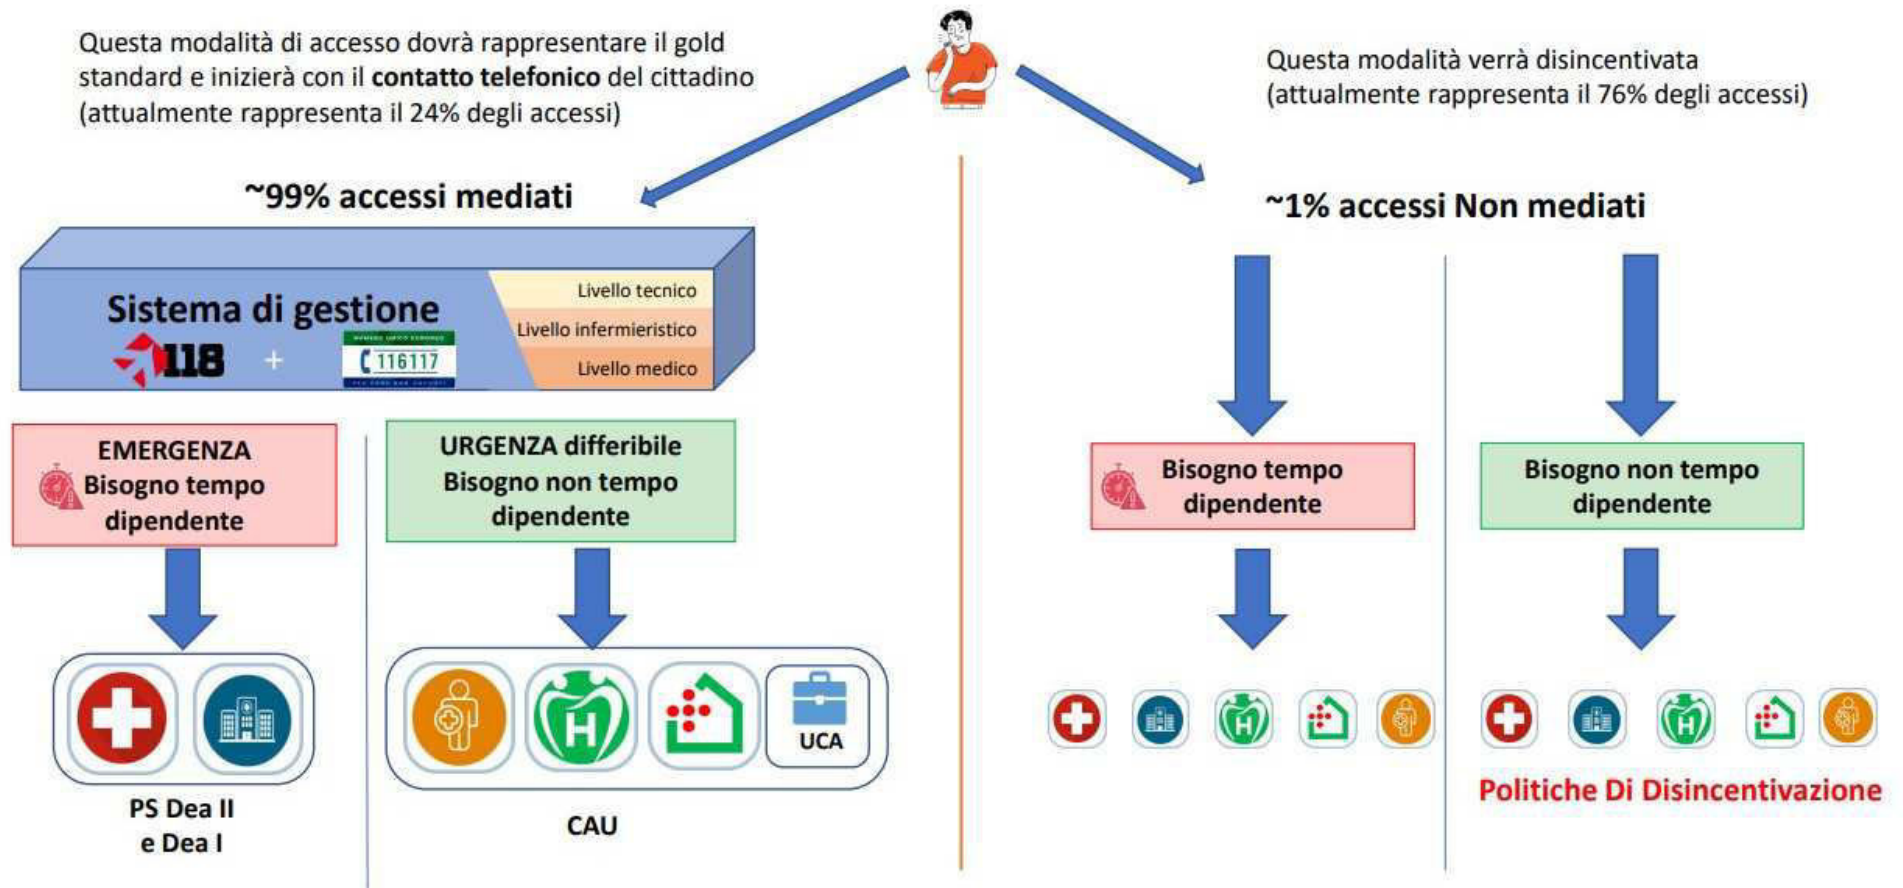 Questa modalità di accesso dovrà rappresentare il gold
standard e inizierà con il contatto telefonico del cittadino
(attualmente rappresenta il 24% degli accessi)
Questa modalità verrà disincentivata
(attualmente rappresenta il 76% degli accessi)
~99% accessi mediati
~1% accessi Non mediati
Sistema di gestione
118
+
NUMERO UNICO EUROPEO
116117
Livello tecnico
Livello infermieristico
Livello medico
EMERGENZA
Bisogno tempo
dipendente
URGENZA differibile
Bisogno non tempo
dipendente
Bisogno tempo
dipendente
Bisogno non tempo
dipendente
H
UCA
PS Dea II
e Dea I
CAU
H
H
Politiche Di Disincentivazione